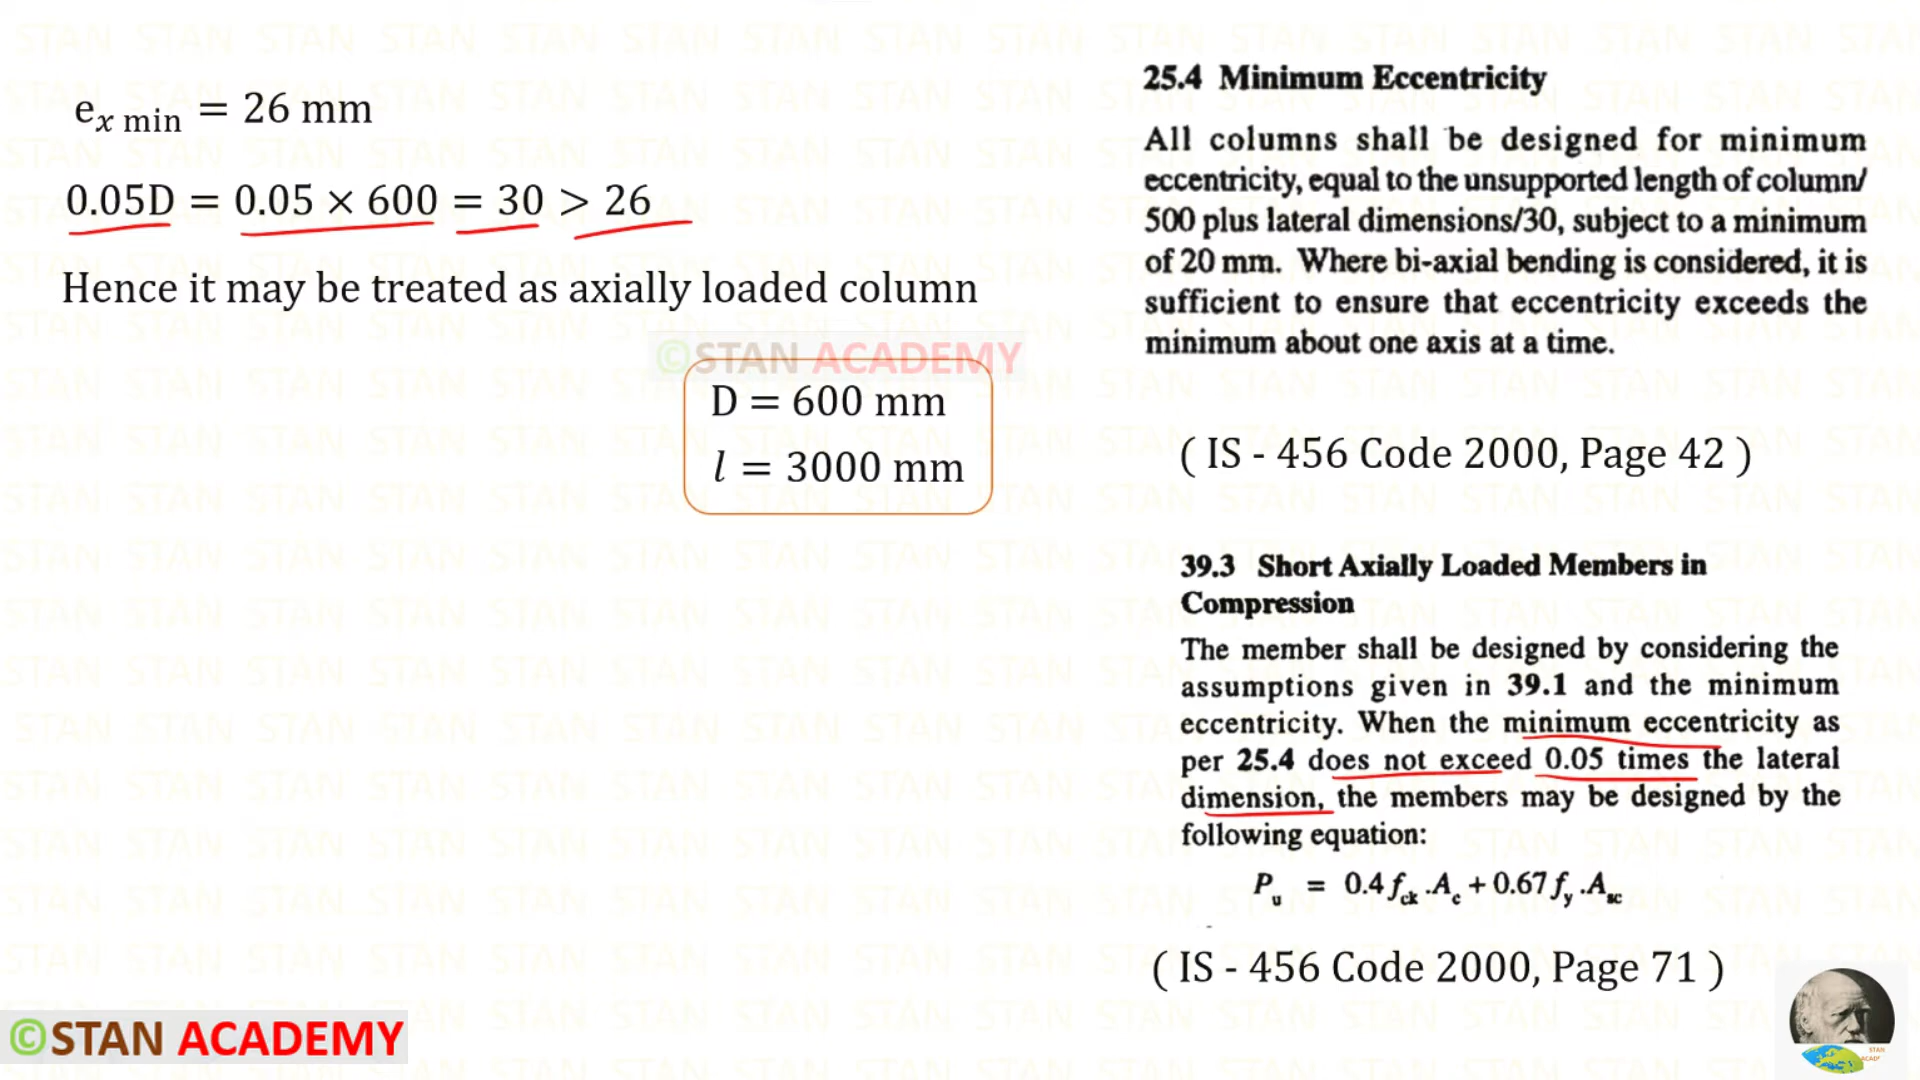 e_x min = 26 mm
0.05D = 0.05 × 600 = 30 > 26
Hence it may be treated as axially loaded column
©STAN ACADEMY
D = 600 mm
l = 3000 mm
25.4 Minimum Eccentricity
All columns shall be designed for minimum
eccentricity, equal to the unsupported length of column/
500 plus lateral dimensions/30, subject to a minimum
of 20 mm. Where bi-axial bending is considered, it is
sufficient to ensure that eccentricity exceeds the
minimum about one axis at a time.
( IS - 456 Code 2000, Page 42 )
39.3 Short Axially Loaded Members in
Compression
The member shall be designed by considering the
assumptions given in 39.1 and the minimum
eccentricity. When the minimum eccentricity as
per 25.4 does not exceed 0.05 times the lateral
dimension, the members may be designed by the
following equation:
P_u = 0.4 f_ck .A_c + 0.67 f_y .A_sc
( IS - 456 Code 2000, Page 71 )
©STAN ACADEMY